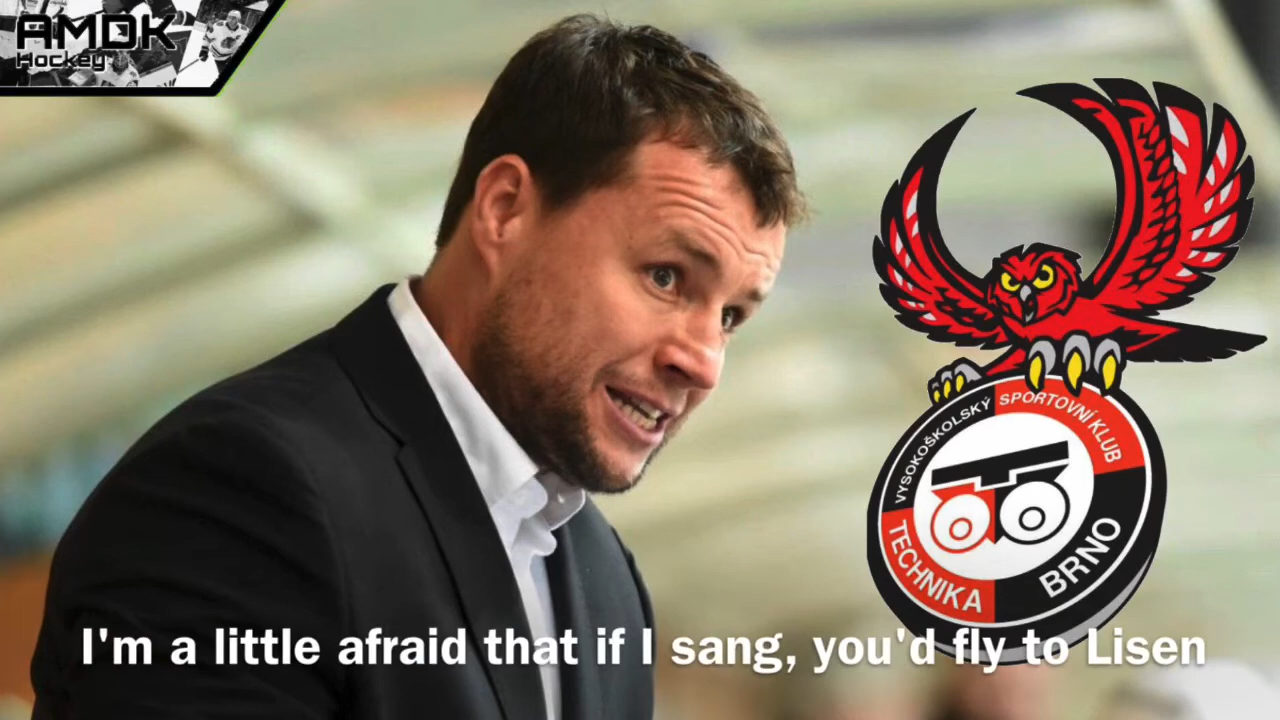 AMDK
Hockey
VYSOKOŠKOLSKÝ SPORTOVNÍ KLUB
TECHNIKA BRNO
I'm a little afraid that if I sang, you'd fly to Lisen